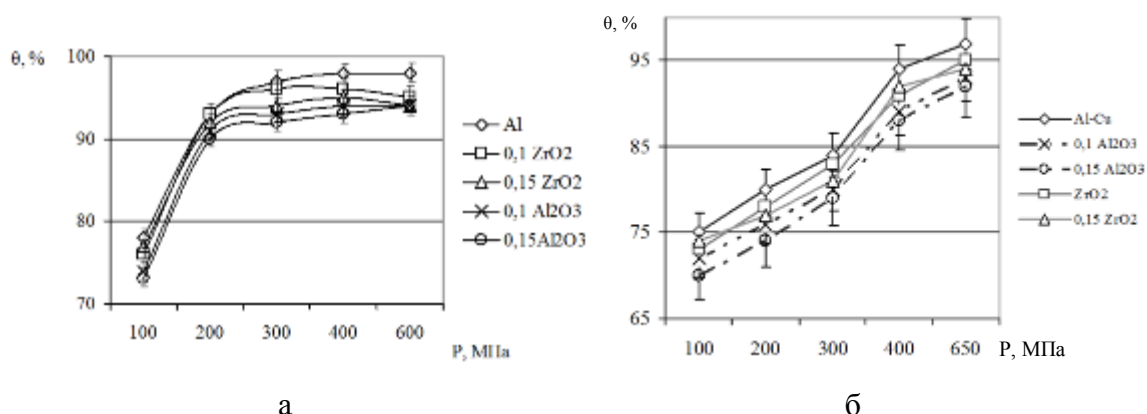 θ, %
100
90
80
70
100 200 300 400 600
P, МПа
Al
0,1 ZrO2
0,15 ZrO2
0,1 Al2O3
0,15Al2O3
а
θ, %
95
85
75
65
100 200 300 400 650 Р, МПа
Al-Cu
0,1 Al2O3
0,15 Al2O3
ZrO2
0,15 ZrO2
б